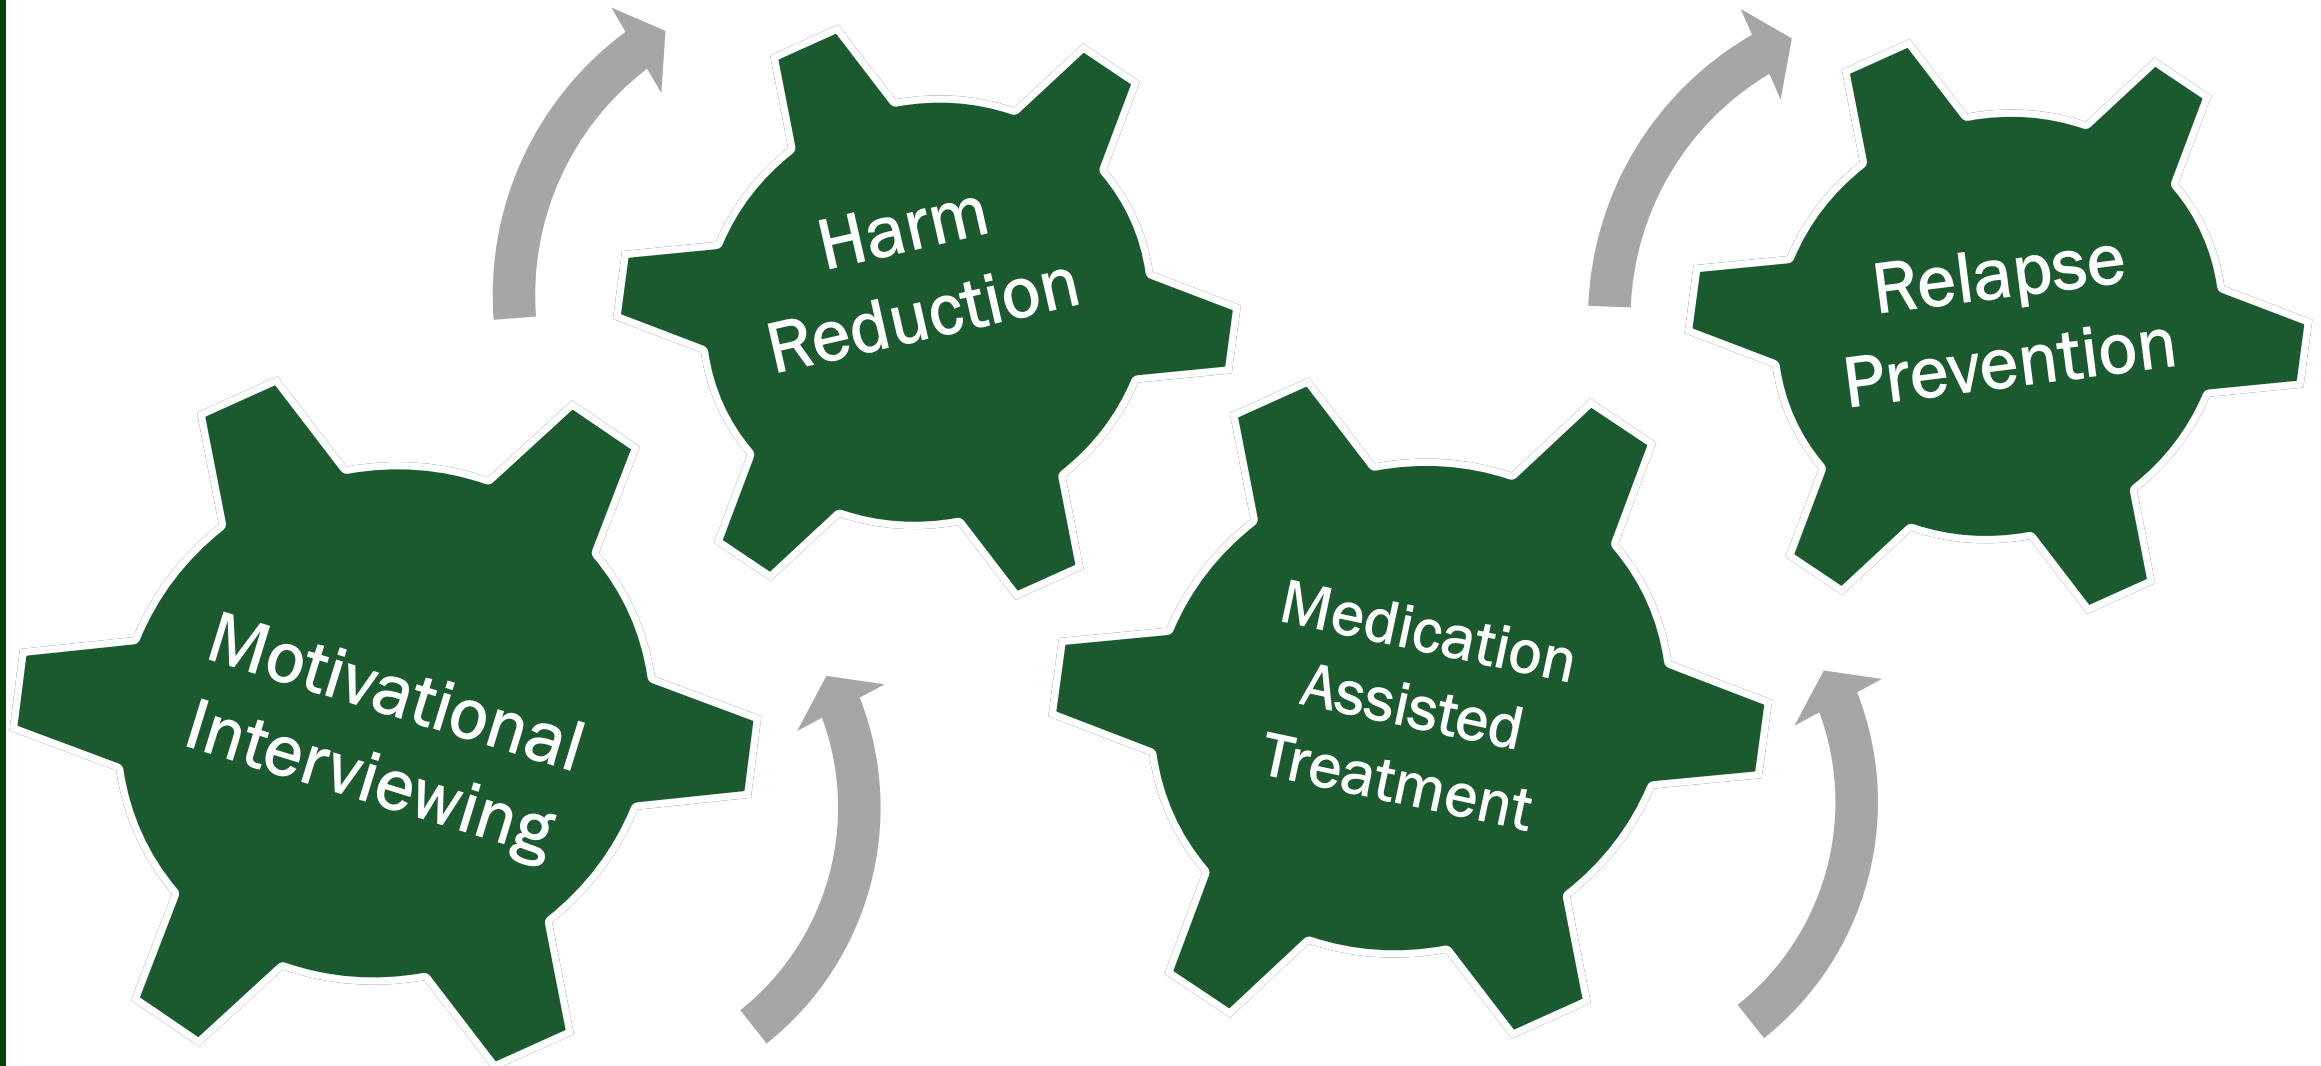 Harm
Reduction
Relapse
Prevention
Motivational
Interviewing
Medication
Assisted
Treatment